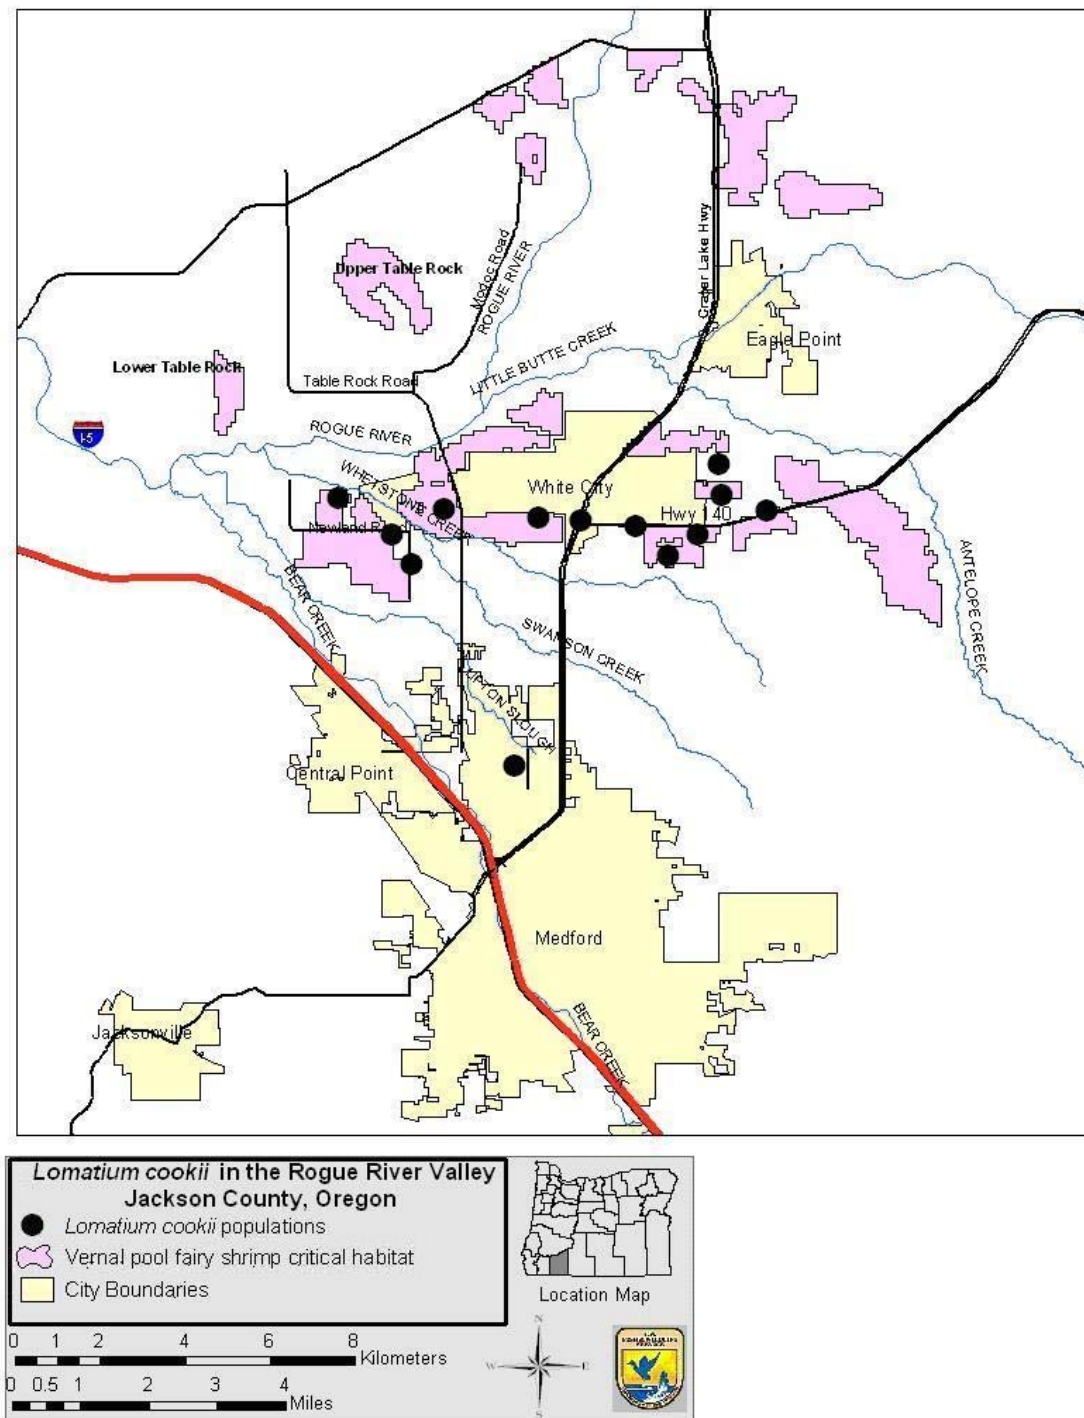 Upper Table Rock
Modoc Road
ROGUE RIVER
Crater Lake Hwy
Eagle Point
Lower Table Rock
Table Rock Road
LITTLE BUTTE CREEK
I-5
ROGUE RIVER
WHETSTONE CREEK
White City
Hwy 140
Newland Road
BEAR CREEK
SWANSON CREEK
ANTELOPE CREEK
UPTON SLOUGH
Central Point
Medford
Jacksonville
BEAR CREEK
Lomatium cookii in the Rogue River Valley
Jackson County, Oregon
Lomatium cookii populations
Vernal pool fairy shrimp critical habitat
City Boundaries
Location Map
0 1 2 4 6 8
Kilometers
0 0.5 1 2 3 4
Miles
N
W E
S